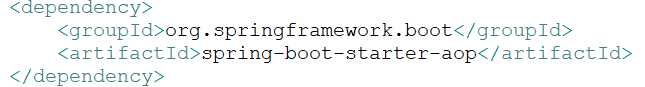 <dependency>
    <groupId>org.springframework.boot</groupId>
    <artifactId>spring-boot-starter-aop</artifactId>
</dependency>